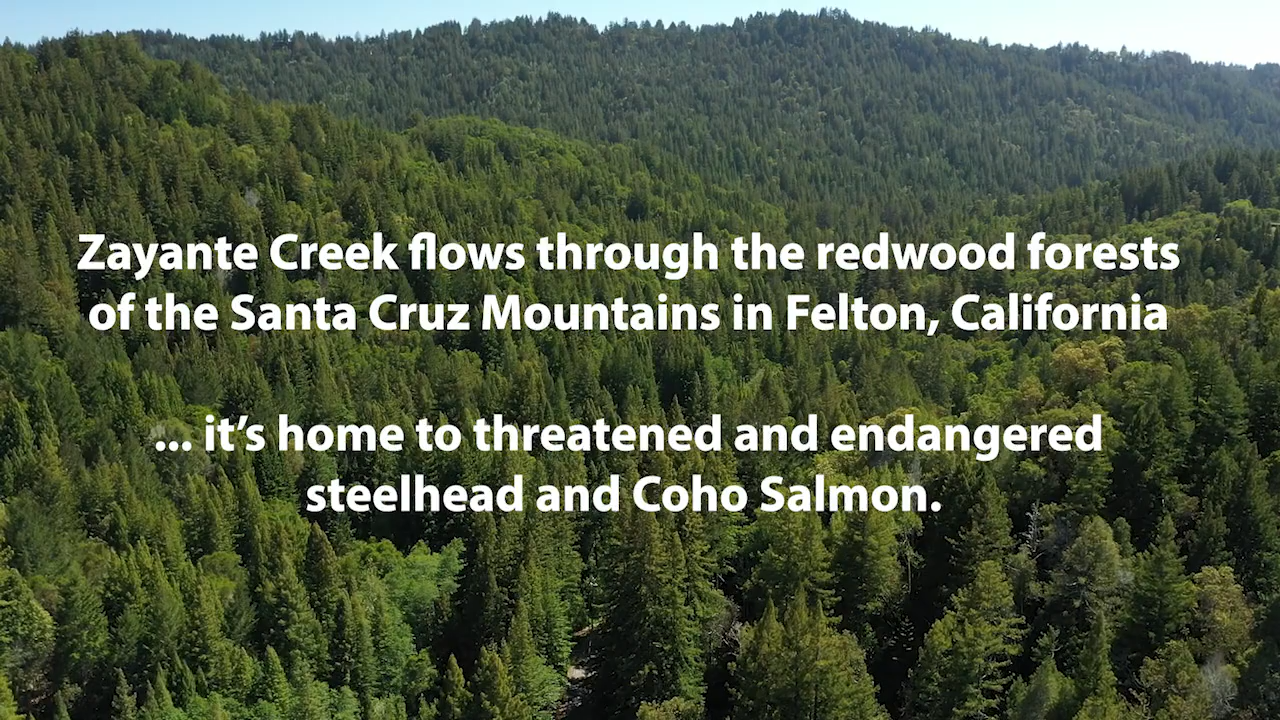 Zayante Creek flows through the redwood forests
of the Santa Cruz Mountains in Felton, California
... it’s home to threatened and endangered
steelhead and Coho Salmon.